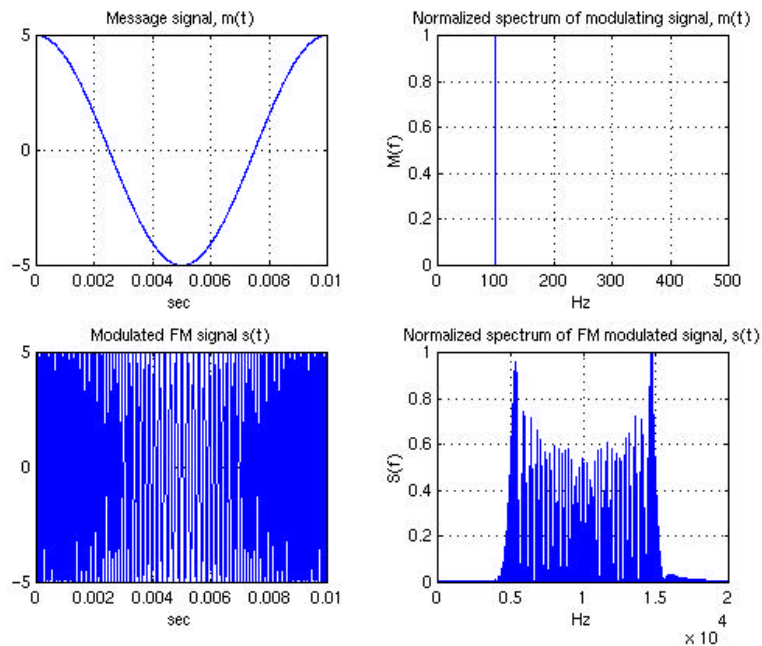 Message signal, m(t)
5
0
−5
0 0.002 0.004 0.006 0.008 0.01
sec
Normalized spectrum of modulating signal, m(t)
1
0.8
0.6
0.4
0.2
0
M(f)
0 100 200 300 400 500
Hz
Modulated FM signal s(t)
5
0
−5
0 0.002 0.004 0.006 0.008 0.01
sec
Normalized spectrum of FM modulated signal, s(t)
1
0.8
0.6
0.4
0.2
0
S(f)
0 0.5 1 1.5 2
Hz
4
x 10